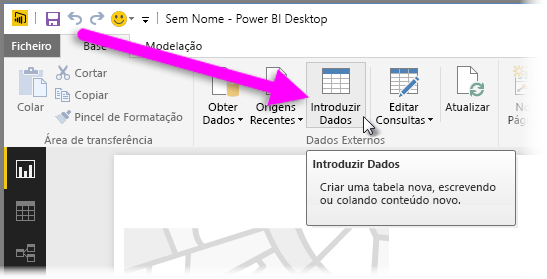 Sem Nome - Power BI Desktop
Ficheiro
Base
Modelação
Colar
Cortar
Copiar
Pincel de Formatação
Área de transferência
Obter
Dados
Origens
Recentes
Introduzir
Dados
Editar
Consultas
Atualizar
Dados Externos
Introduzir Dados
Criar uma tabela nova, escrevendo
ou colando conteúdo novo.